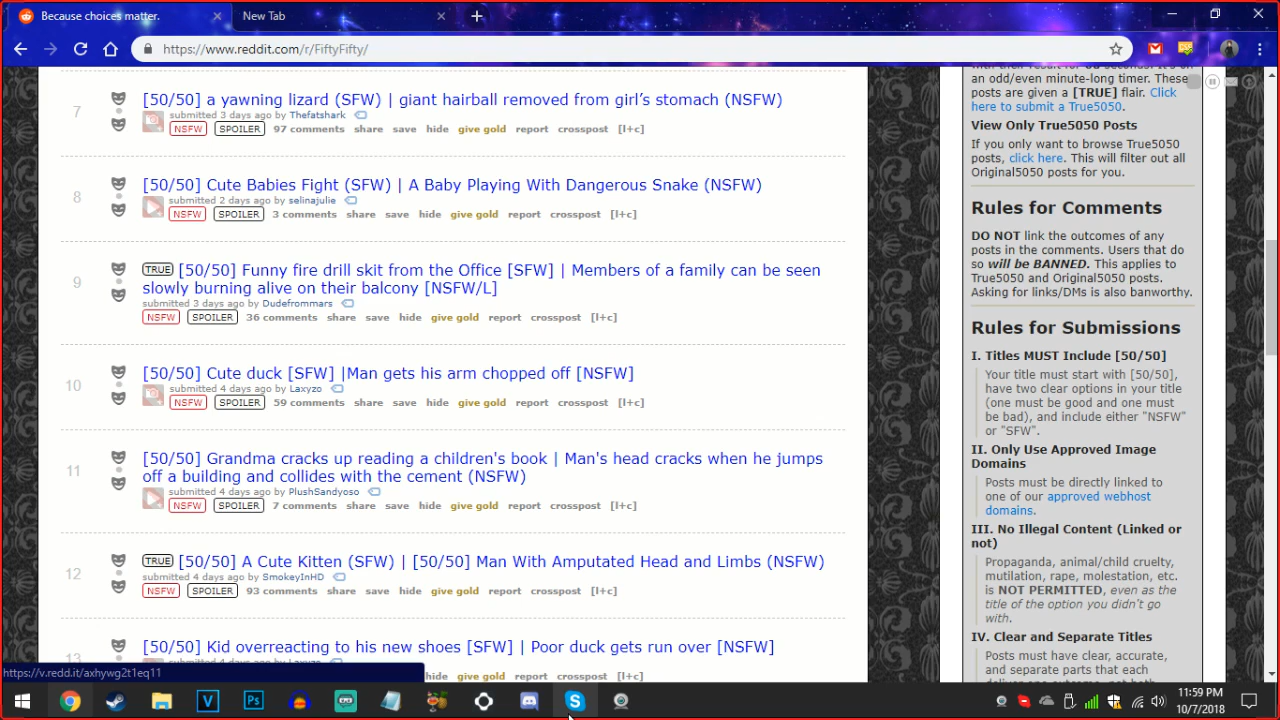 Because choices matter.
New Tab
https://www.reddit.com/r/FiftyFifty/
7
[50/50] a yawning lizard (SFW) | giant hairball removed from girl's stomach (NSFW)
submitted 3 days ago by Thefatshark
NSFW SPOILER 97 comments share save hide give gold report crosspost [l+c]
8
[50/50] Cute Babies Fight (SFW) | A Baby Playing With Dangerous Snake (NSFW)
submitted 2 days ago by selinajulie
NSFW SPOILER 3 comments share save hide give gold report crosspost [l+c]
9
TRUE [50/50] Funny fire drill skit from the Office [SFW] | Members of a family can be seen
slowly burning alive on their balcony [NSFW/L]
submitted 3 days ago by Dudefrommars
NSFW SPOILER 36 comments share save hide give gold report crosspost [l+c]
10
[50/50] Cute duck [SFW] |Man gets his arm chopped off [NSFW]
submitted 4 days ago by Laxyzo
NSFW SPOILER 59 comments share save hide give gold report crosspost [l+c]
11
[50/50] Grandma cracks up reading a children's book | Man's head cracks when he jumps
off a building and collides with the cement (NSFW)
submitted 4 days ago by PlushSandyoso
NSFW SPOILER 7 comments share save hide give gold report crosspost [l+c]
12
TRUE [50/50] A Cute Kitten (SFW) | [50/50] Man With Amputated Head and Limbs (NSFW)
submitted 4 days ago by SmokeyInHD
NSFW SPOILER 93 comments share save hide give gold report crosspost [l+c]
13
[50/50] Kid overreacting to his new shoes [SFW] | Poor duck gets run over [NSFW]
submitted 4 days ago by Laxyzo
hide give gold report crosspost [l+c]
https://v.redd.it/axhywg2t1eq11
an odd/even minute-long timer. These
posts are given a [TRUE] flair. Click
here to submit a True5050.
View Only True5050 Posts
If you only want to browse True5050
posts, click here. This will filter out all
Original5050 posts for you.
Rules for Comments
DO NOT link the outcomes of any
posts in the comments. Users that do
so will be BANNED. This applies to
True5050 and Original5050 posts.
Asking for links/DMs is also banworthy.
Rules for Submissions
I. Titles MUST Include [50/50]
Your title must start with [50/50],
have two clear options in your title
(one must be good and one must
be bad), and include either "NSFW"
or "SFW".
II. Only Use Approved Image
Domains
Posts must be directly linked to
one of our approved webhost
domains.
III. No Illegal Content (Linked or
not)
Propaganda, animal/child cruelty,
mutilation, rape, molestation, etc.
is NOT PERMITTED, even as the
title of the option you didn't go
with.
IV. Clear and Separate Titles
Posts must have clear, accurate,
and separate parts that each
11:59 PM
10/7/2018